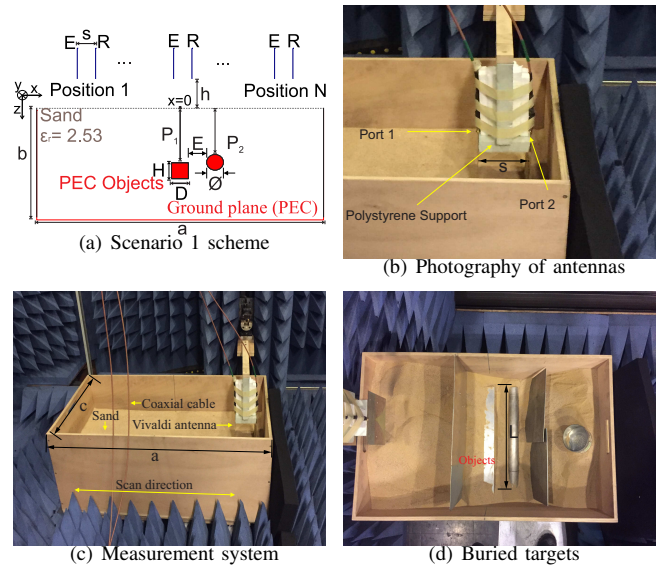 E S R
E R
E R
... ...
Position 1
Position N
y
x
z
x=0
h
Sand
εᵣ= 2.53
b
P₁
E
P₂
H
D
Ø
PEC Objects
Ground plane (PEC)
a
(a) Scenario 1 scheme
Port 1
S
Port 2
Polystyrene Support
(b) Photography of antennas
c
Sand
Coaxial cable
Vivaldi antenna
a
Scan direction
(c) Measurement system
Objects
(d) Buried targets